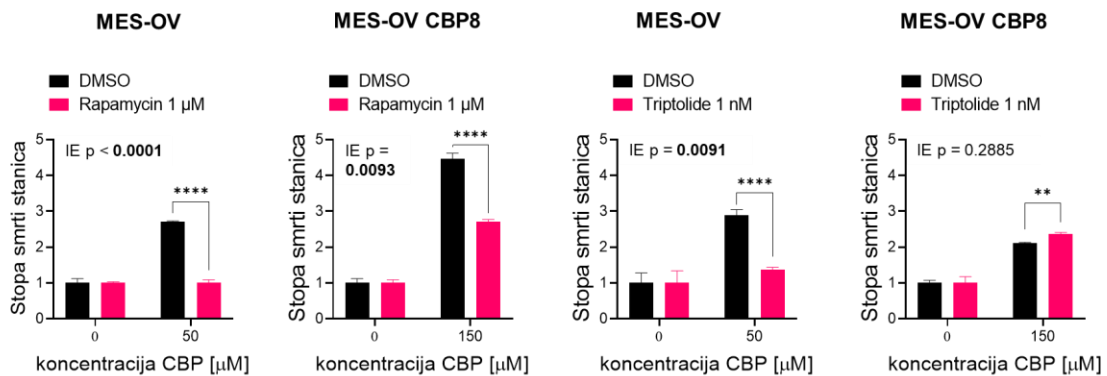 MES-OV
DMSO
Rapamycin 1 μM
Stopa smrti stanica
5
4
3
2
1
0
IE p < 0.0001
****
0
50
koncentracija CBP [μM]
MES-OV CBP8
DMSO
Rapamycin 1 μM
Stopa smrti stanica
5
4
3
2
1
0
IE p =
0.0093
****
0
150
koncentracija CBP [μM]
MES-OV
DMSO
Triptolide 1 nM
Stopa smrti stanica
5
4
3
2
1
0
IE p = 0.0091
****
0
50
koncentracija CBP [μM]
MES-OV CBP8
DMSO
Triptolide 1 nM
Stopa smrti stanica
5
4
3
2
1
0
IE p = 0.2885
**
0
150
koncentracija CBP [μM]